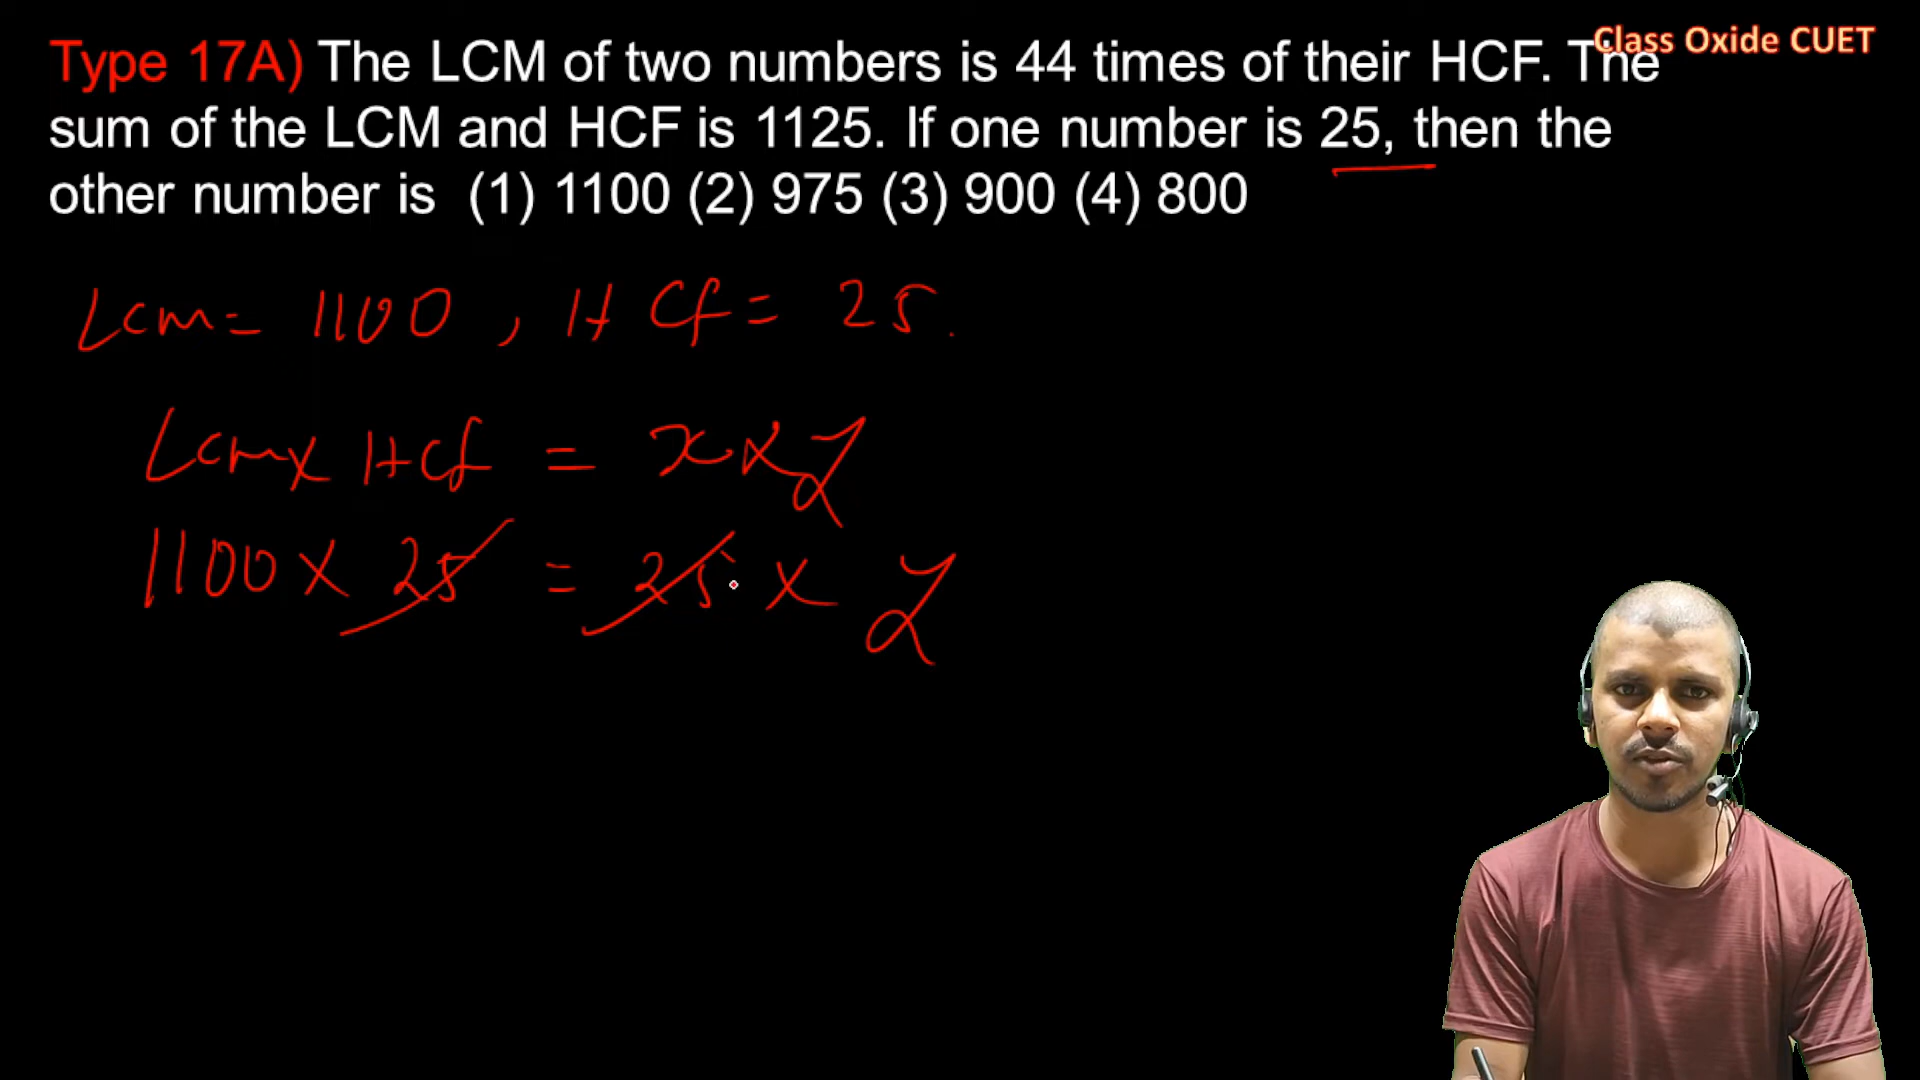 Class Oxide CUET
Type 17A) The LCM of two numbers is 44 times of their HCF. The
sum of the LCM and HCF is 1125. If one number is 25, then the
other number is (1) 1100 (2) 975 (3) 900 (4) 800
Lcm = 1100, HCf = 25.
Lcm x HCf = x x y
1100 x 25 = 25 x y